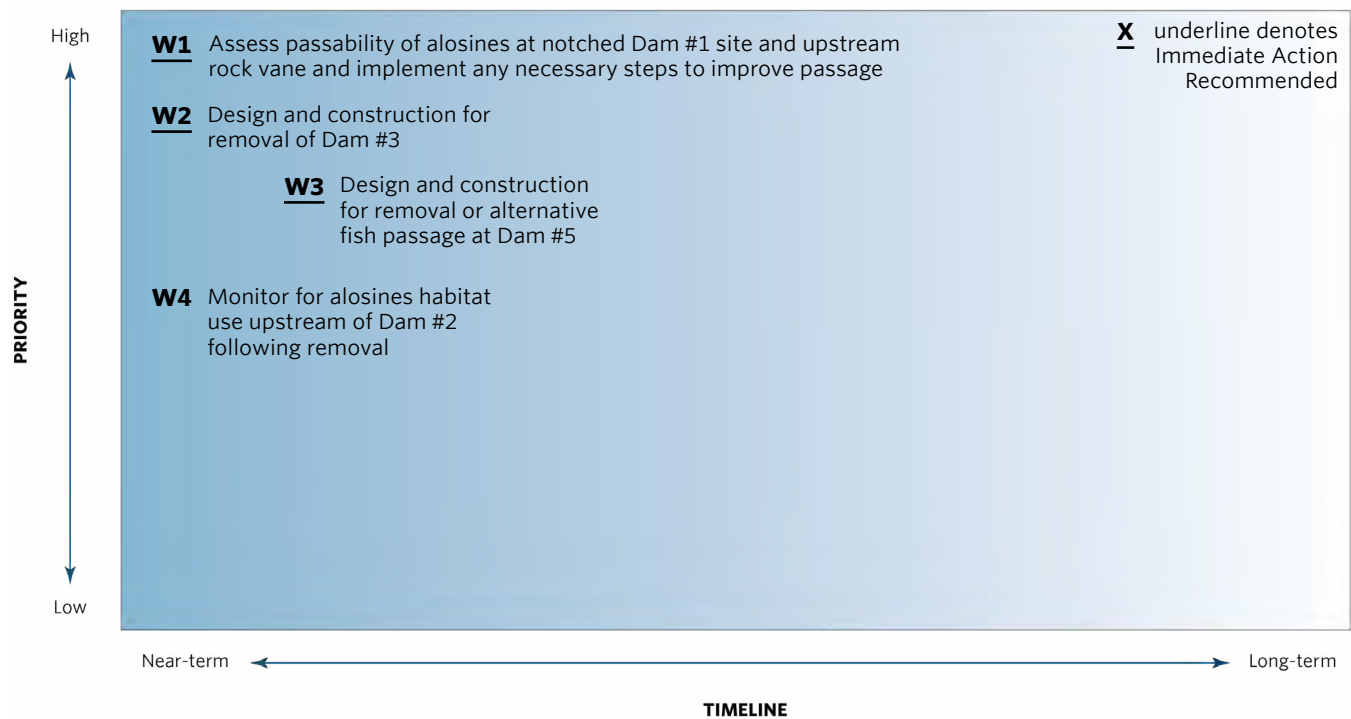 High
W1 Assess passability of alosines at notched Dam #1 site and upstream
rock vane and implement any necessary steps to improve passage
X underline denotes
Immediate Action
Recommended
W2 Design and construction for
removal of Dam #3
W3 Design and construction
for removal or alternative
fish passage at Dam #5
W4 Monitor for alosines habitat
use upstream of Dam #2
following removal
PRIORITY
Low
Near-term
Long-term
TIMELINE